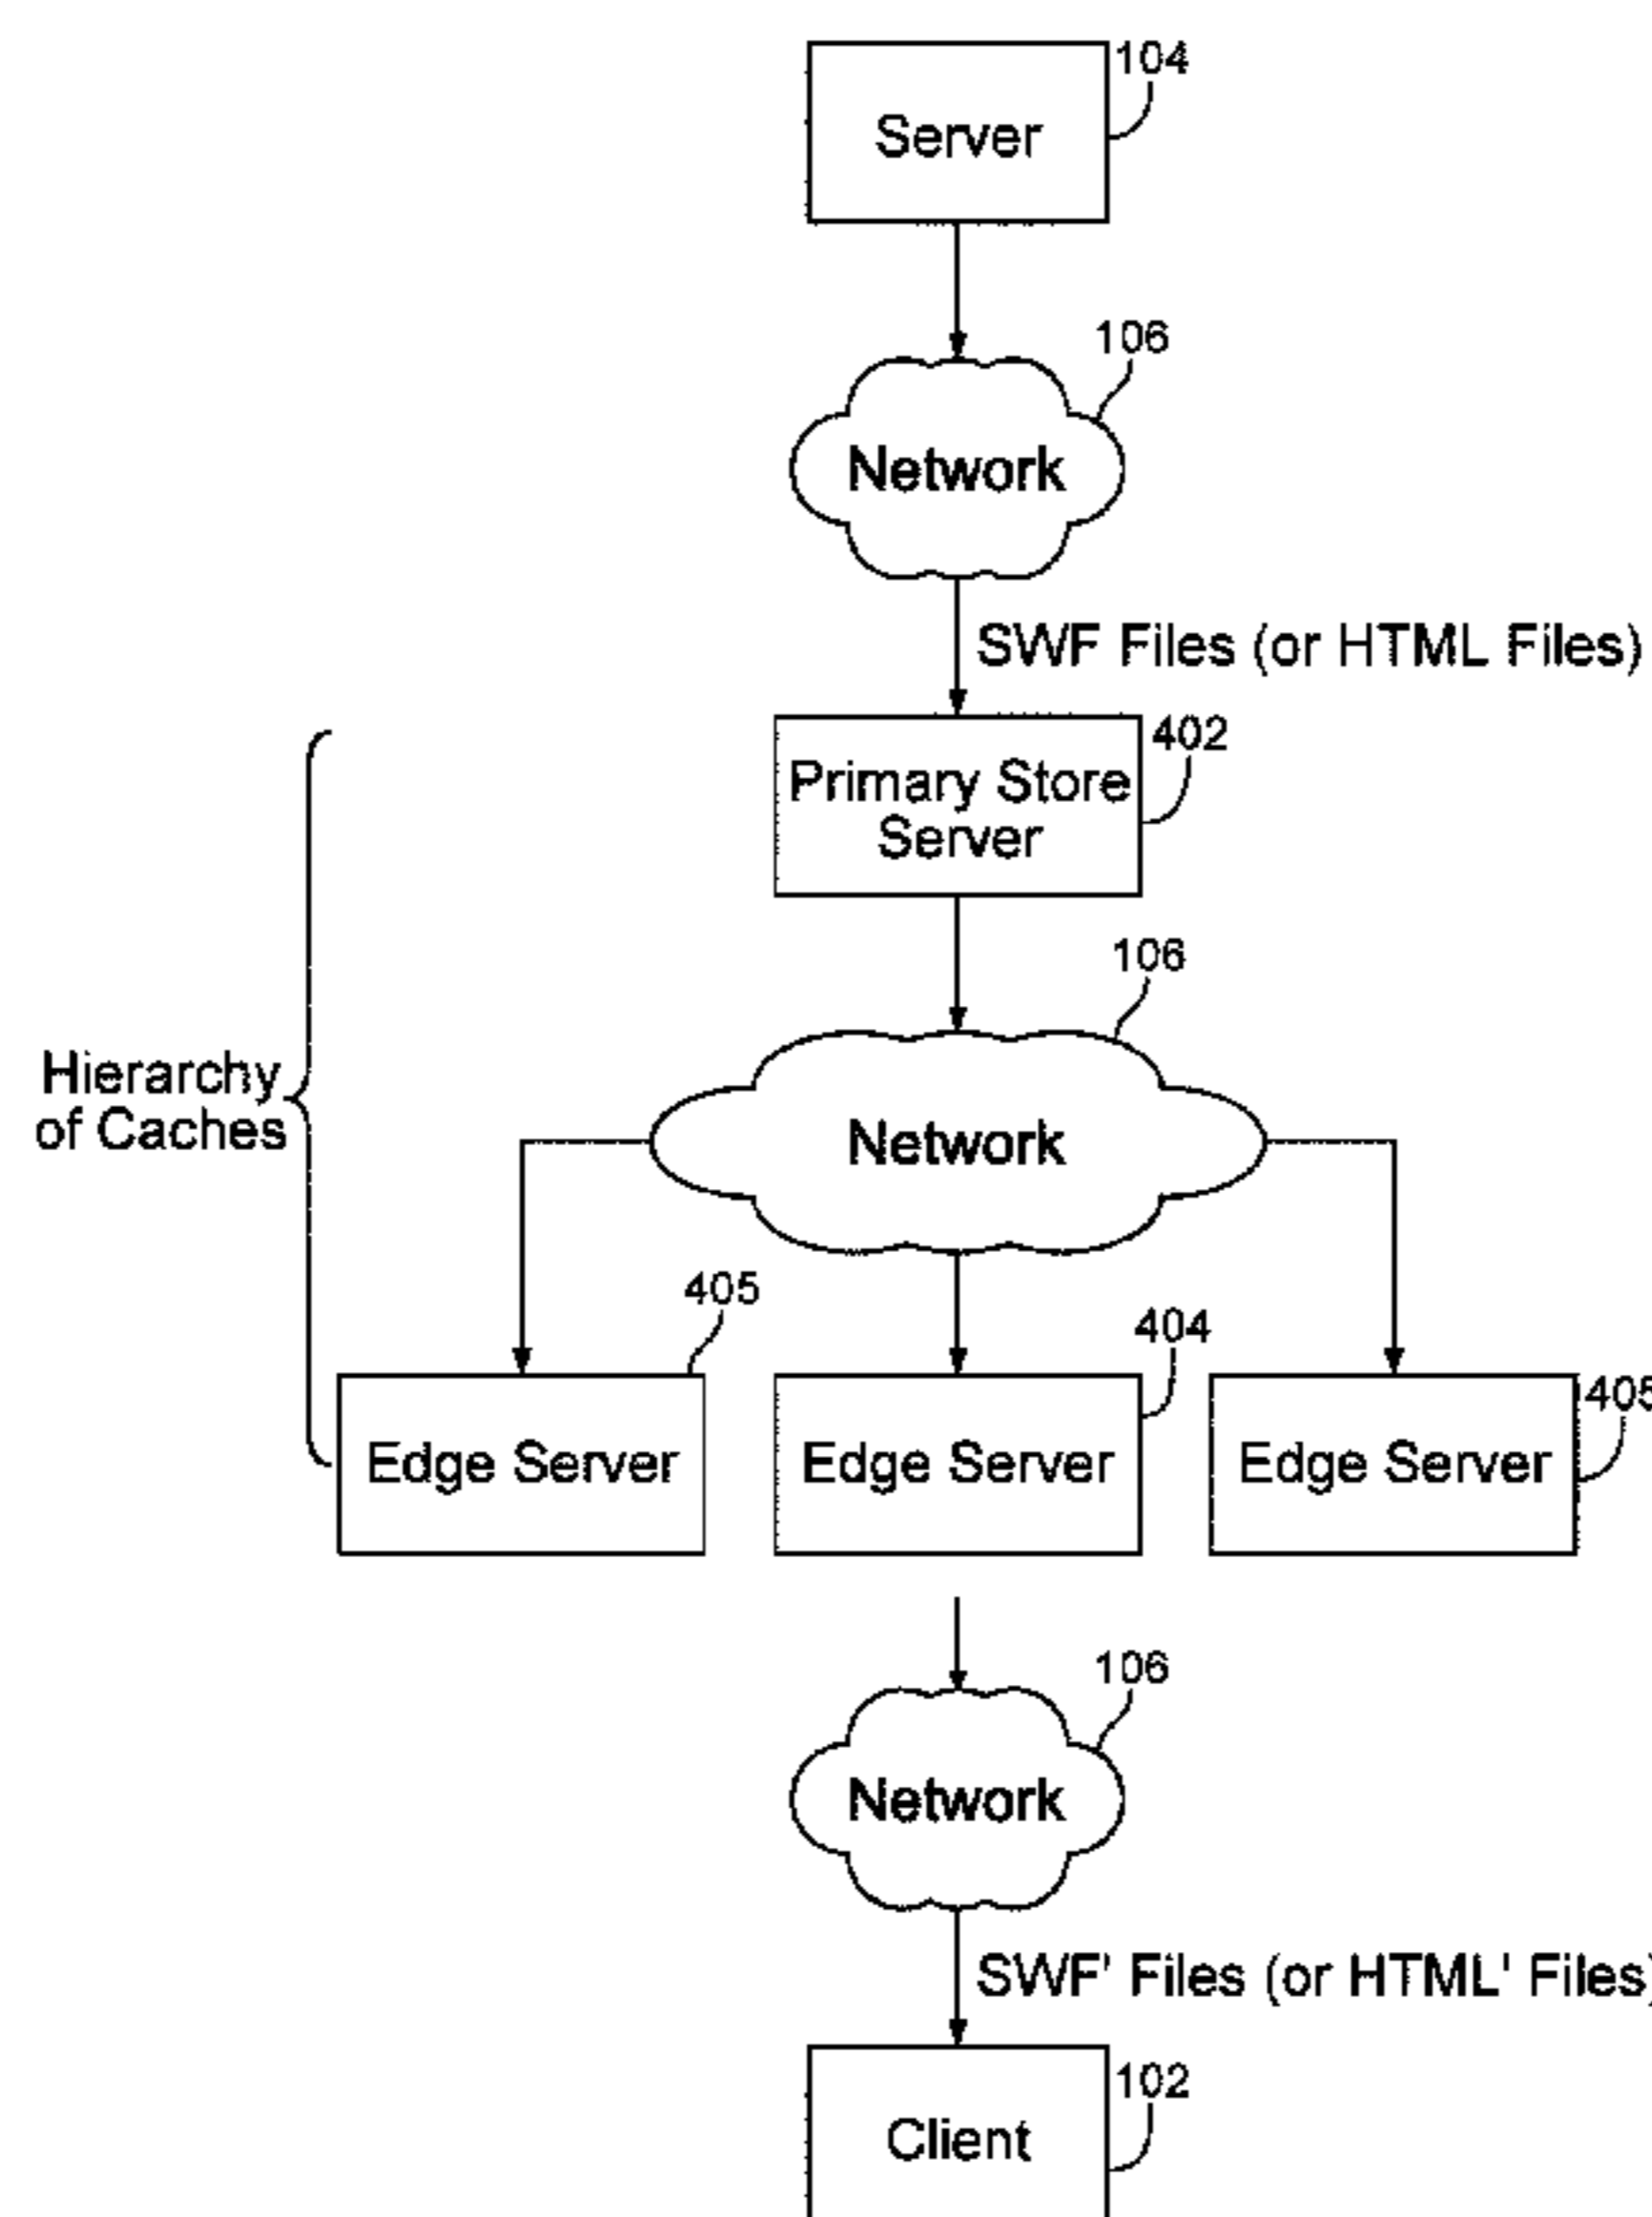 104
Server
106
Network
SWF Files (or HTML Files)
402
Primary Store
Server
106
Hierarchy
of Caches
Network
405
404
405
Edge Server
Edge Server
Edge Server
106
Network
SWF' Files (or HTML' Files)
102
Client